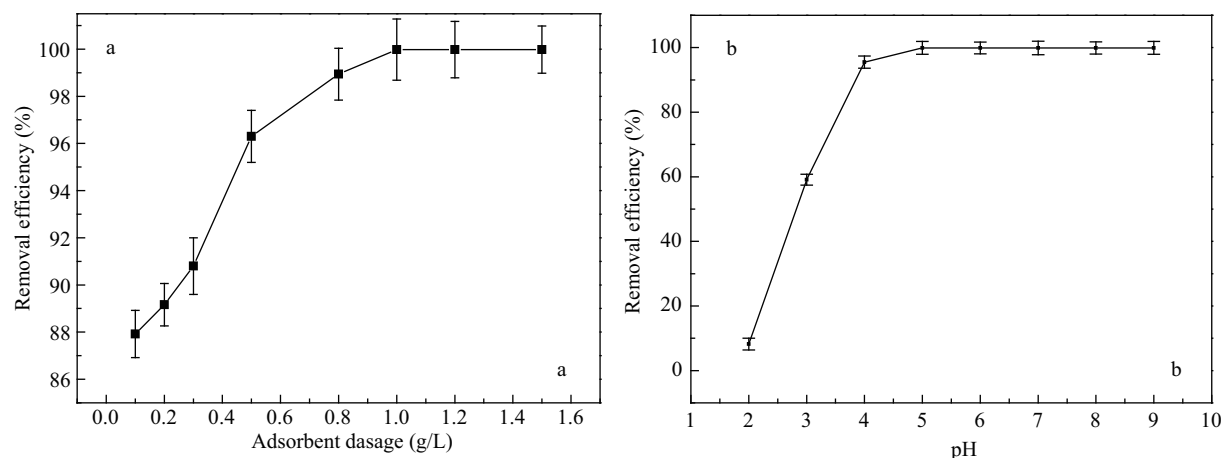 a
100
98
96
94
92
90
88
86
Removal efficiency (%)
a
0.0 0.2 0.4 0.6 0.8 1.0 1.2 1.4 1.6
Adsorbent dasage (g/L)
b
100
80
60
40
20
0
Removal efficiency (%)
b
1 2 3 4 5 6 7 8 9 10
pH